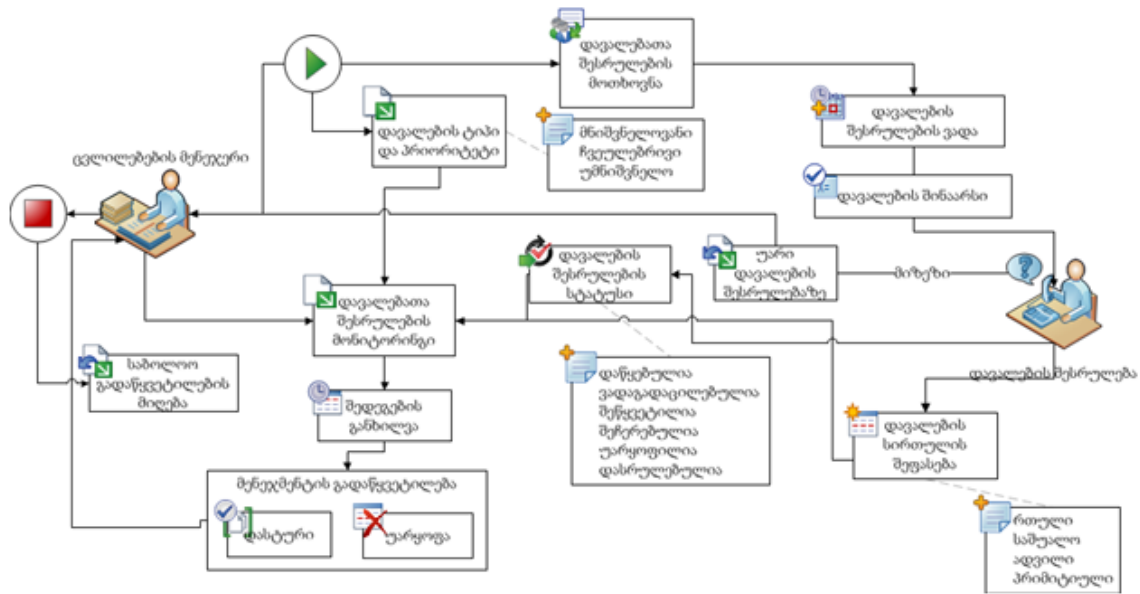 დავალებათა
შესრულების
მოთხოვნა
დავალების ტიპი
და პრიორიტეტი
მნიშვნელოვანი
ჩვეულებრივი
უმნიშვნელო
დავალების
შესრულების ვადა
ცვლილებების მენეჯერი
დავალების შინაარსი
დავალების
შესრულების
სტატუსი
უარი
დავალების
შესრულებაზე
მიზეზი
დავალებათა
შესრულების
მონიტორინგი
საბოლოო
გადაწყვეტილების
მიღება
დავალების შესრულება
შედეგების
განხილვა
დაწყებულია
ვადაგადაცილებულია
შეწყვეტილია
შეჩერებულია
უარყოფილია
დასრულებულია
დავალების
სირთულის
შეფასება
მენეჯმენტის გადაწყვეტილება
დასტური
უარყოფა
რთული
საშუალო
ადვილი
პრიმიტიული